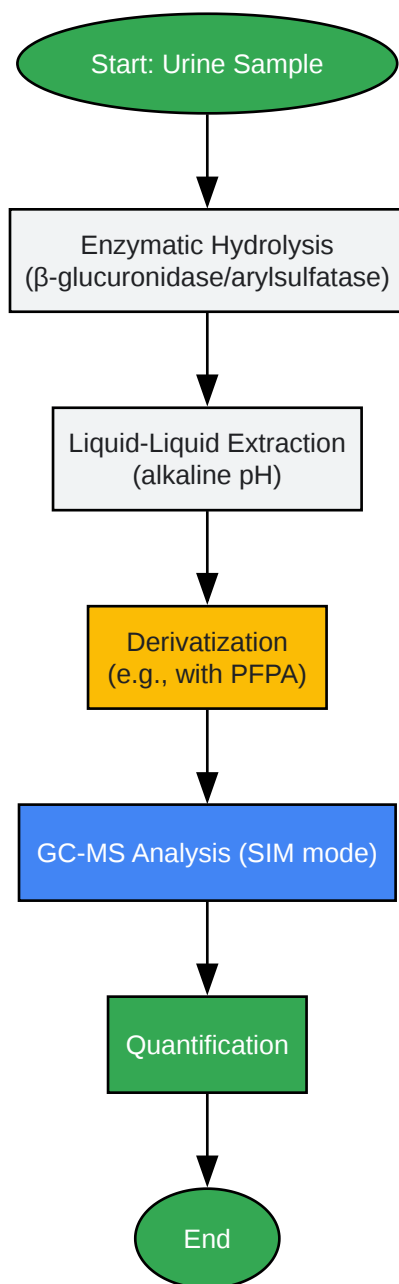 Start: Urine Sample
Enzymatic Hydrolysis
(β-glucuronidase/arylsulfatase)
Liquid-Liquid Extraction
(alkaline pH)
Derivatization
(e.g., with PFPA)
GC-MS Analysis (SIM mode)
Quantification
End